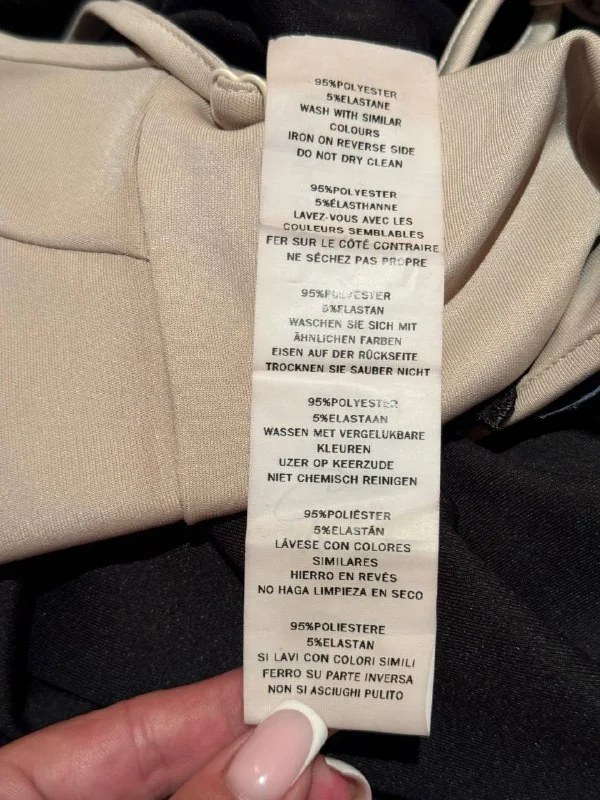 95%POLYESTER
5%ELASTANE
WASH WITH SIMILAR
COLOURS
IRON ON REVERSE SIDE
DO NOT DRY CLEAN
95%POLYESTER
5%ÉLASTHANNE
LAVEZ-VOUS AVEC LES
COULEURS SEMBLABLES
FER SUR LE CÔTÉ CONTRAIRE
NE SÉCHEZ PAS PROPRE
95%POLYESTER
5%ELASTAN
WASCHEN SIE SICH MIT
ÄHNLICHEN FARBEN
EISEN AUF DER RÜCKSEITE
TROCKNEN SIE SAUBER NICHT
95%POLYESTER
5%ELASTAAN
WASSEN MET VERGELUKBARE
KLEUREN
UZER OP KEERZUDE
NIET CHEMISCH REINIGEN
95%POLIÉSTER
5%ELASTÁN
LÁVESE CON COLORES
SIMILARES
HIERRO EN REVÉS
NO HAGA LIMPIEZA EN SECO
95%POLIESTERE
5%ELASTAN
SI LAVI CON COLORI SIMILI
FERRO SU PARTE INVERSA
NON SI ASCIUGHI PULITO